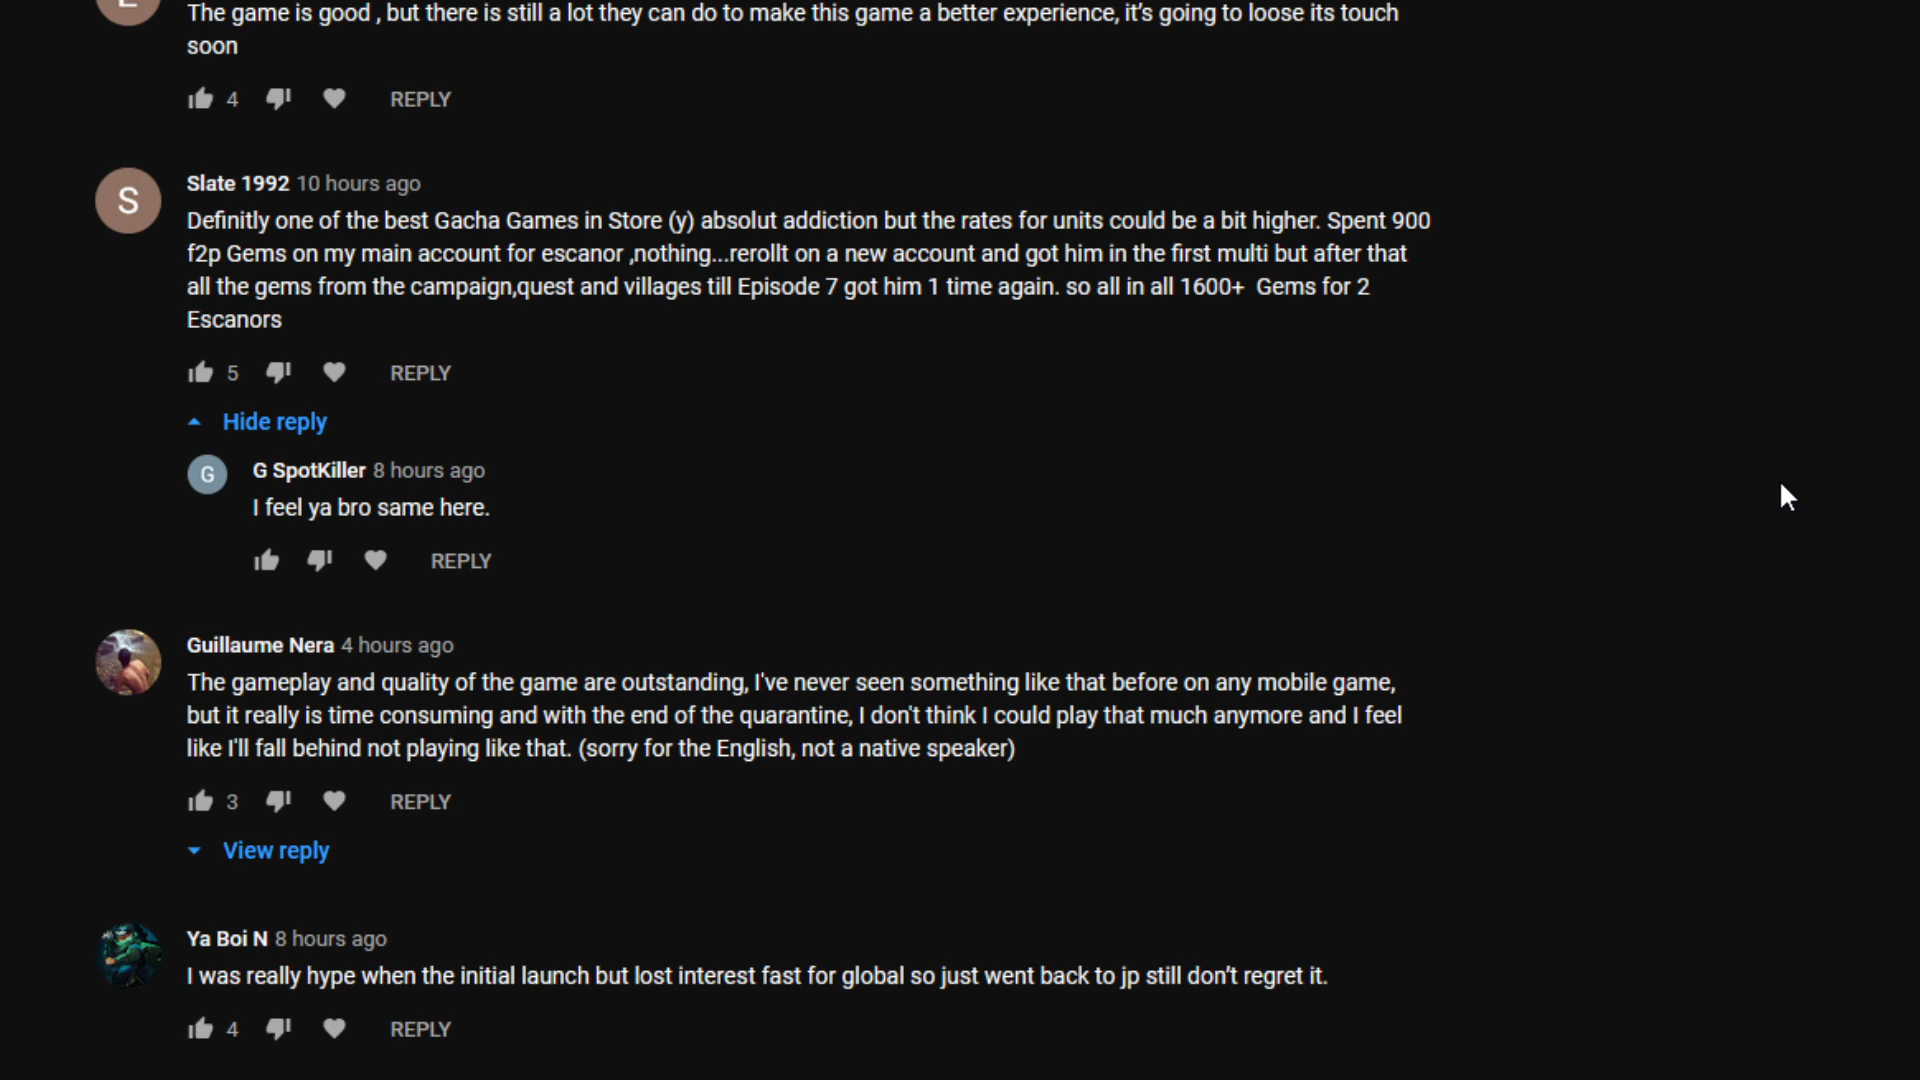 The game is good , but there is still a lot they can do to make this game a better experience, it’s going to loose its touch
soon
4 REPLY
S
Slate 1992 10 hours ago
Definitly one of the best Gacha Games in Store (y) absolut addiction but the rates for units could be a bit higher. Spent 900
f2p Gems on my main account for escanor ,nothing...rerollt on a new account and got him in the first multi but after that
all the gems from the campaign,quest and villages till Episode 7 got him 1 time again. so all in all 1600+ Gems for 2
Escanors
5 REPLY
Hide reply
G
G SpotKiller 8 hours ago
I feel ya bro same here.
REPLY
Guillaume Nera 4 hours ago
The gameplay and quality of the game are outstanding, I've never seen something like that before on any mobile game,
but it really is time consuming and with the end of the quarantine, I don't think I could play that much anymore and I feel
like I'll fall behind not playing like that. (sorry for the English, not a native speaker)
3 REPLY
View reply
Ya Boi N 8 hours ago
I was really hype when the initial launch but lost interest fast for global so just went back to jp still don’t regret it.
4 REPLY